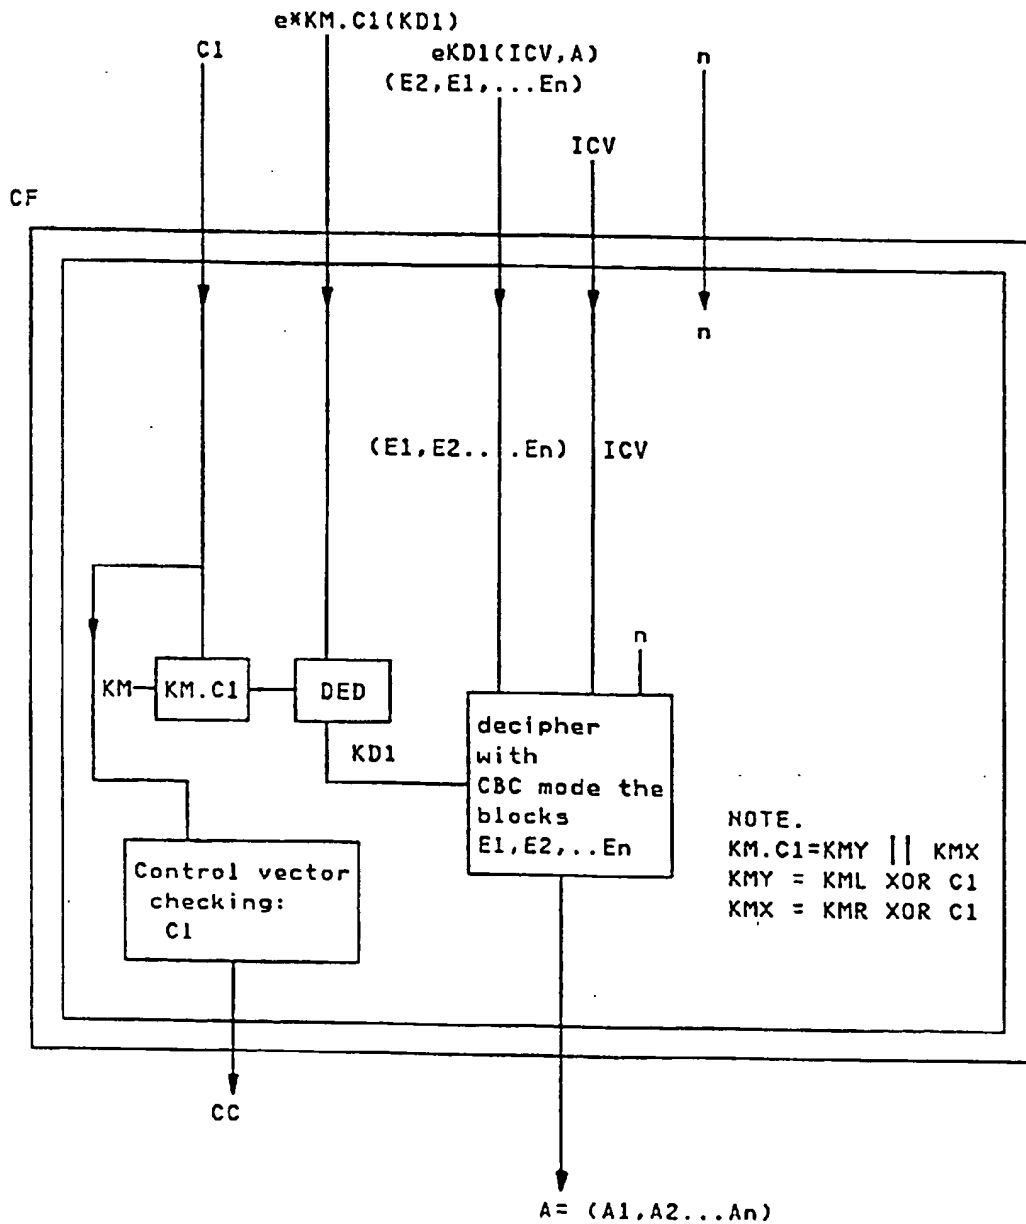 e*KM.C1(KD1)
C1
eKD1(ICV,A)
n
(E2,E1,...En)
ICV
CF
n
(E1,E2....En)
ICV
n
KM
KM.C1
DED
KD1
decipher
with
CBC mode the
blocks
E1,E2,..En
Control vector
checking:
C1
NOTE.
KM.C1=KMY || KMX
KMY = KML XOR C1
KMX = KMR XOR C1
CC
A= (A1,A2...An)